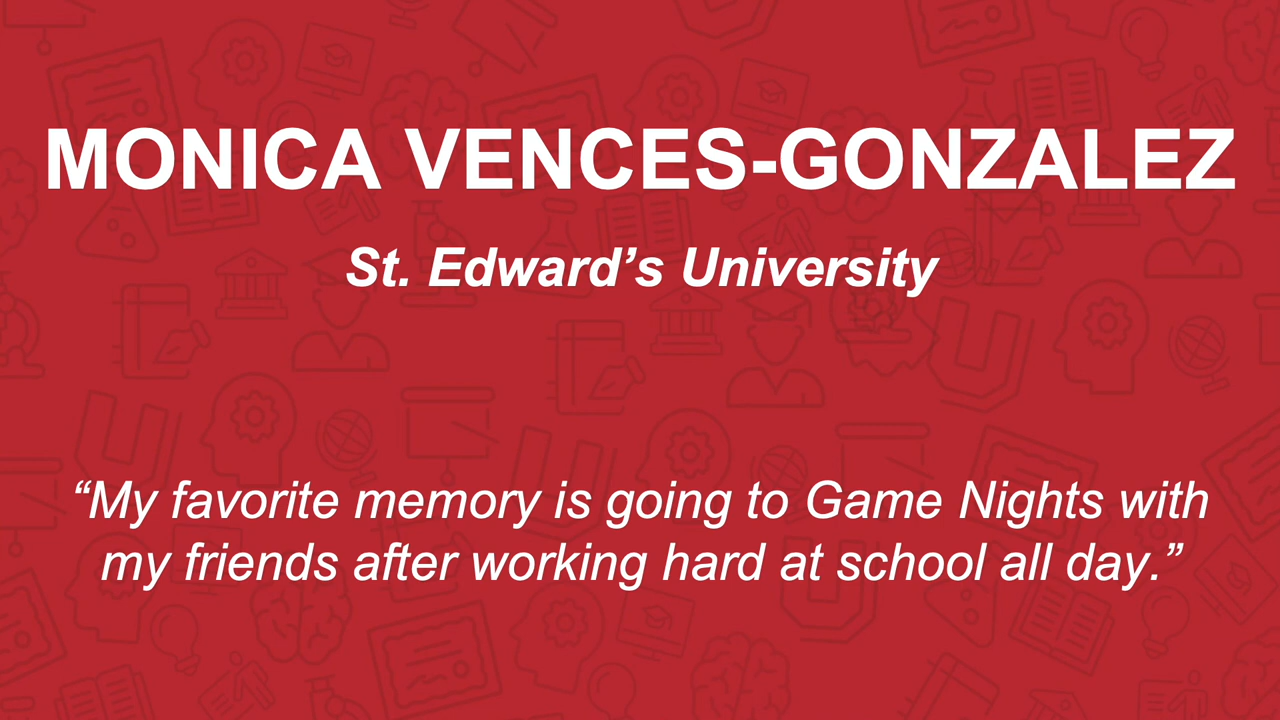 MONICA VENCES-GONZALEZ
St. Edward’s University
“My favorite memory is going to Game Nights with
my friends after working hard at school all day.”